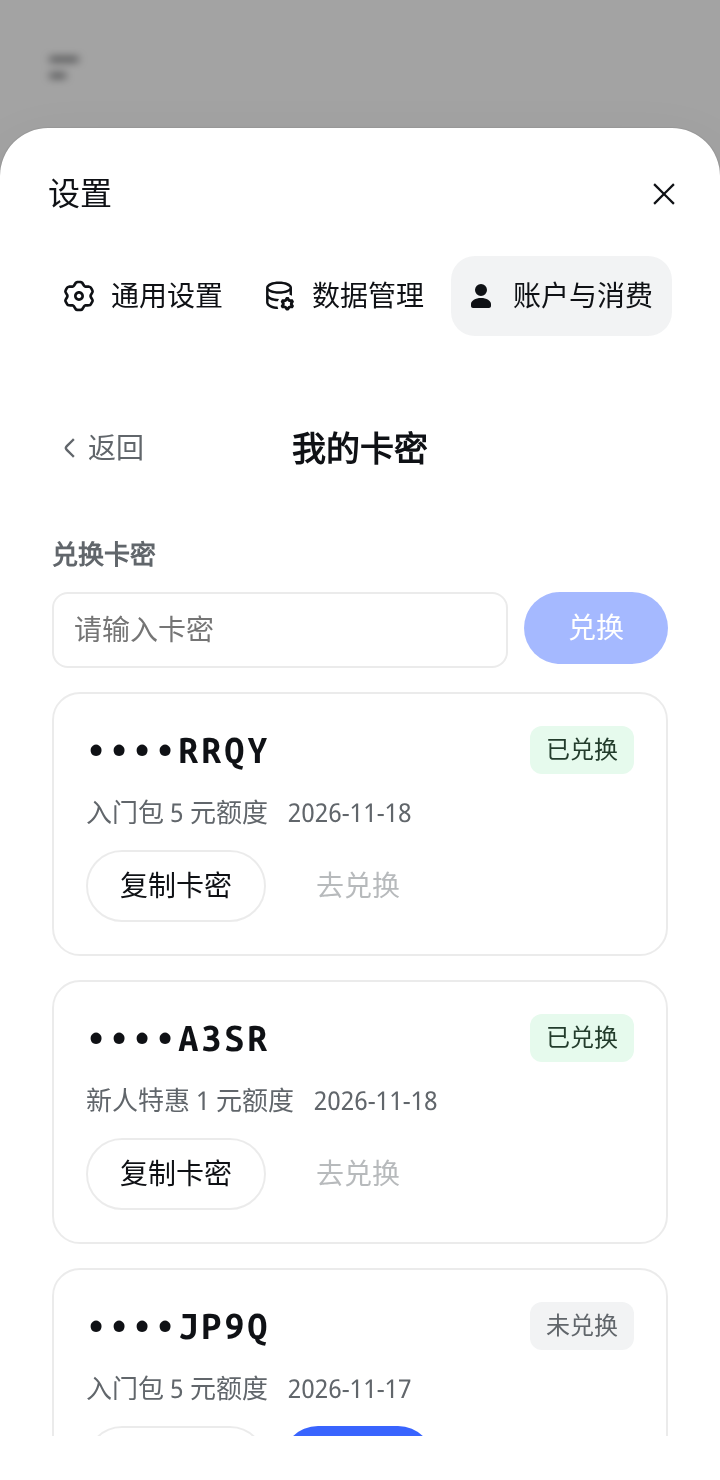 设置
通用设置 数据管理 账户与消费
返回 我的卡密
兑换卡密
请输入卡密 兑换
••••RRQY 已兑换
入门包 5 元额度 2026-11-18
复制卡密 去兑换
••••A3SR 已兑换
新人特惠 1 元额度 2026-11-18
复制卡密 去兑换
••••JP9Q 未兑换
入门包 5 元额度 2026-11-17